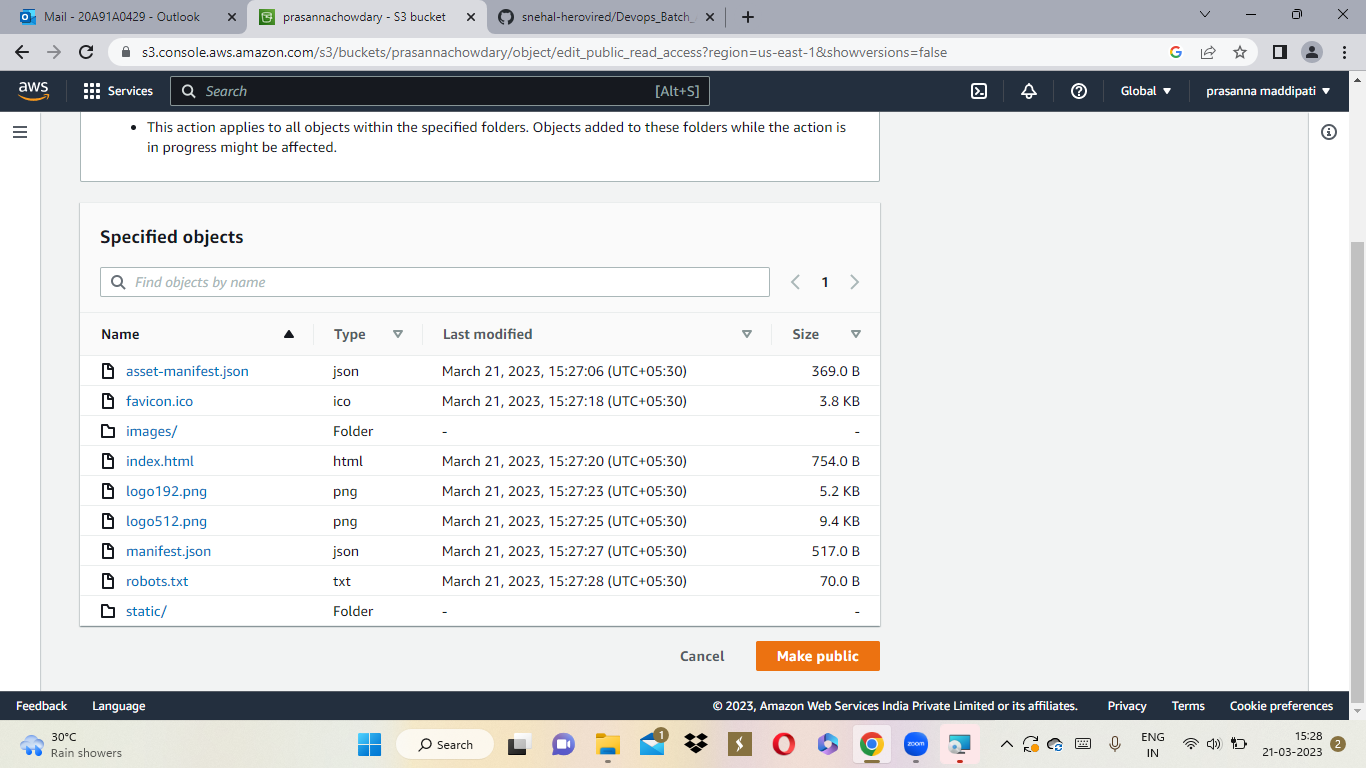 Mail - 20A91A0429 - Outlook
prasannachowdary - S3 bucket
snehal-herovired/Devops_Batch_
s3.console.aws.amazon.com/s3/buckets/prasannachowdary/object/edit_public_read_access?region=us-east-1&showversions=false
aws
Services
Search
[Alt+S]
Global
prasanna maddipati
This action applies to all objects within the specified folders. Objects added to these folders while the action is
in progress might be affected.
Specified objects
Find objects by name
1
Name Type Last modified Size
asset-manifest.json json March 21, 2023, 15:27:06 (UTC+05:30) 369.0 B
favicon.ico ico March 21, 2023, 15:27:18 (UTC+05:30) 3.8 KB
images/ Folder - -
index.html html March 21, 2023, 15:27:20 (UTC+05:30) 754.0 B
logo192.png png March 21, 2023, 15:27:23 (UTC+05:30) 5.2 KB
logo512.png png March 21, 2023, 15:27:25 (UTC+05:30) 9.4 KB
manifest.json json March 21, 2023, 15:27:27 (UTC+05:30) 517.0 B
robots.txt txt March 21, 2023, 15:27:28 (UTC+05:30) 70.0 B
static/ Folder - -
Cancel Make public
Feedback Language © 2023, Amazon Web Services India Private Limited or its affiliates. Privacy Terms Cookie preferences
30°C
Rain showers
Search
1
zoom
ENG
IN
15:28
21-03-2023
2